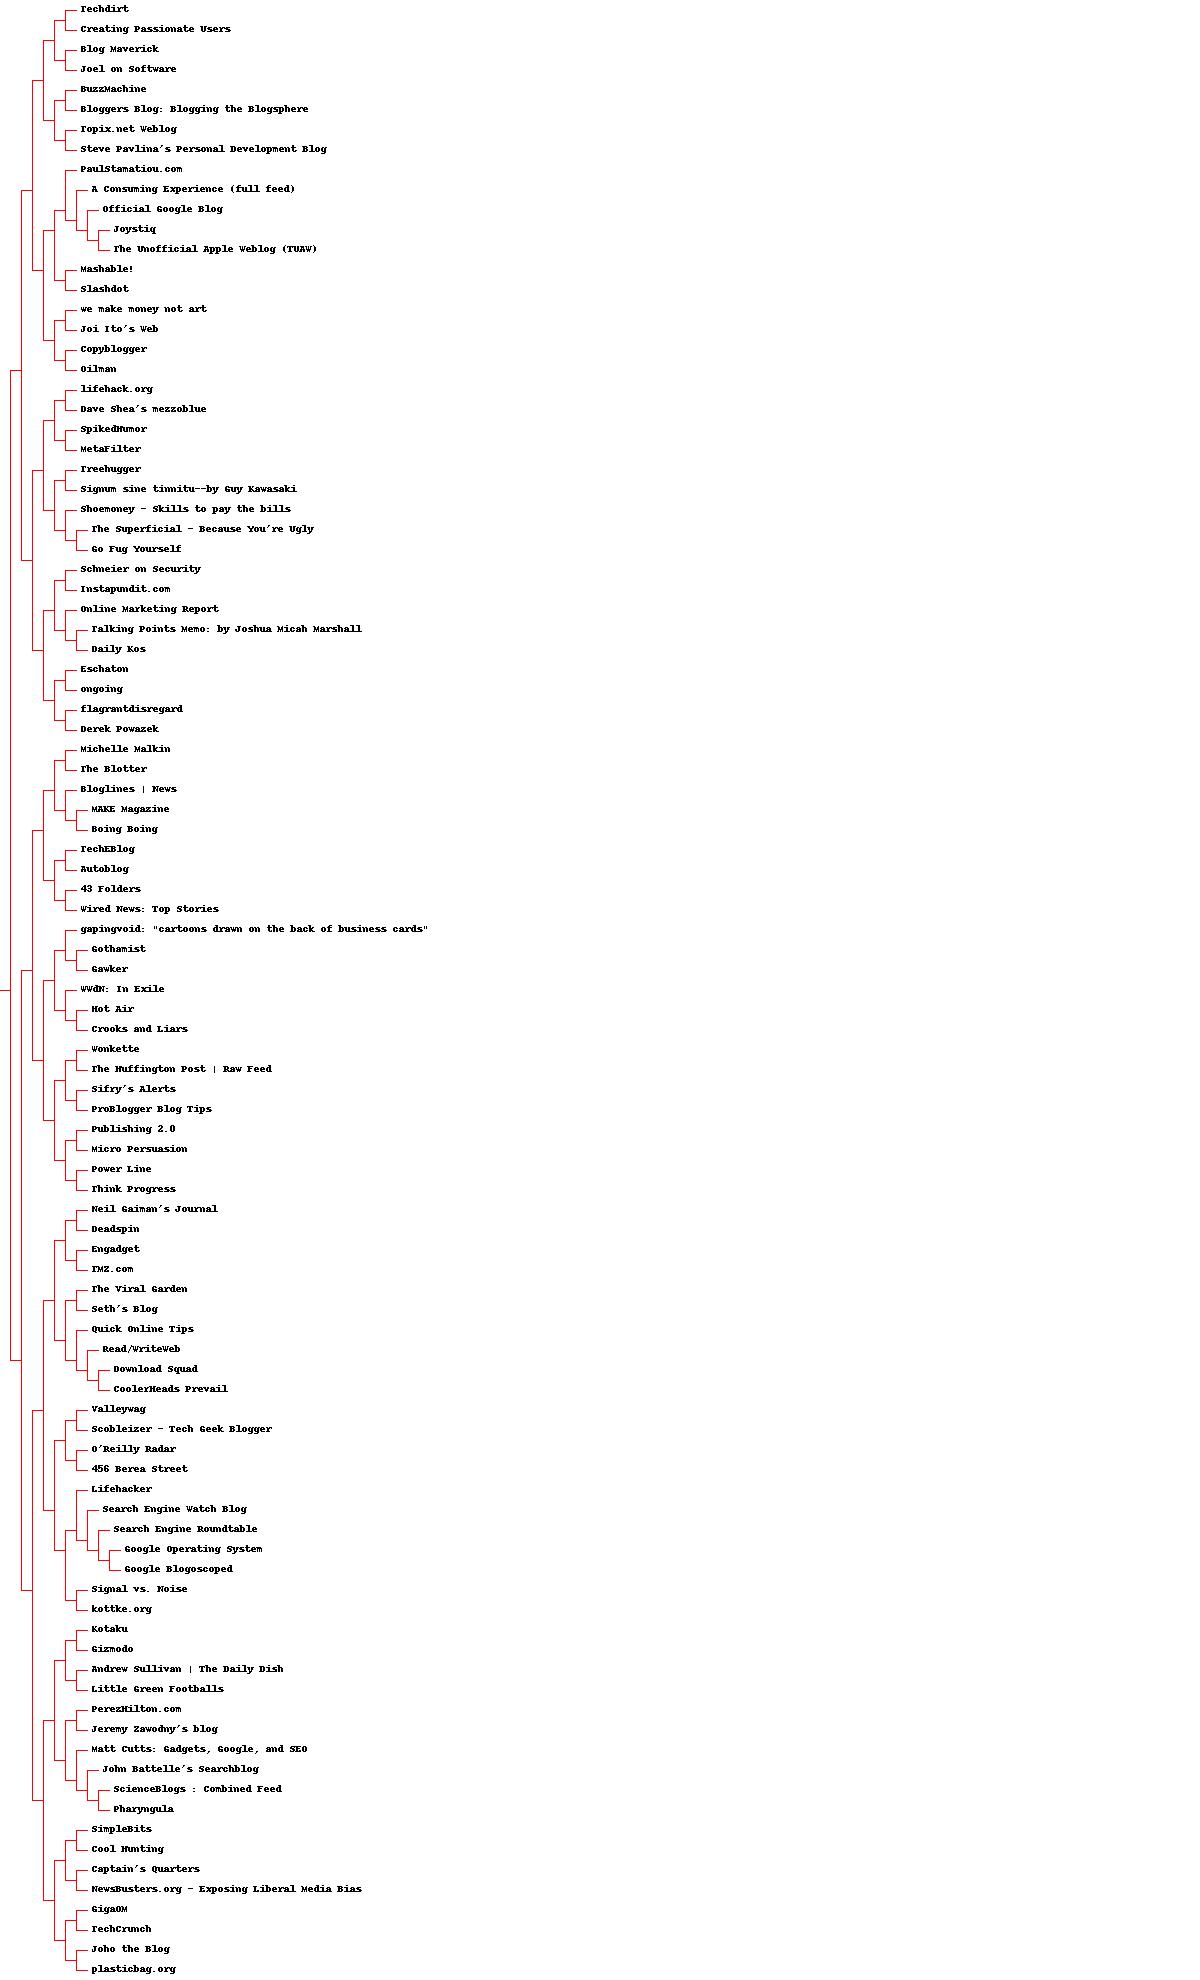 Techdirt
Creating Passionate Users
Blog Maverick
Joel on Software
BuzzMachine
Bloggers Blog: Blogging the Blogsphere
Topix.net Weblog
Steve Pavlina's Personal Development Blog
PaulStamatiou.com
A Consuming Experience (full feed)
Official Google Blog
Joystiq
The Unofficial Apple Weblog (TUAW)
Mashable!
Slashdot
we make money not art
Joi Ito's Web
Copyblogger
Oilman
lifehack.org
Dave Shea's mezzoblue
SpikedHumor
MetaFilter
Treehugger
Signum sine tinnitu--by Guy Kawasaki
Shoemoney - Skills to pay the bills
The Superficial - Because You're Ugly
Go Fug Yourself
Schneier on Security
Instapundit.com
Online Marketing Report
Talking Points Memo: by Joshua Micah Marshall
Daily Kos
Eschaton
ongoing
flagrantdisregard
Derek Powazek
Michelle Malkin
The Blotter
Bloglines | News
MAKE Magazine
Boing Boing
TechEBlog
Autoblog
43 Folders
Wired News: Top Stories
gapingvoid: "cartoons drawn on the back of business cards"
Gothamist
Gawker
WWdN: In Exile
Hot Air
Crooks and Liars
Wonkette
The Huffington Post | Raw Feed
Sifry's Alerts
ProBlogger Blog Tips
Publishing 2.0
Micro Persuasion
Power Line
Think Progress
Neil Gaiman's Journal
Deadspin
Engadget
TMZ.com
The Viral Garden
Seth's Blog
Quick Online Tips
Read/WriteWeb
Download Squad
CoolerHeads Prevail
Valleywag
Scobleizer - Tech Geek Blogger
O'Reilly Radar
456 Berea Street
Lifehacker
Search Engine Watch Blog
Search Engine Roundtable
Google Operating System
Google Blogoscoped
Signal vs. Noise
kottke.org
Kotaku
Gizmodo
Andrew Sullivan | The Daily Dish
Little Green Footballs
PerezHilton.com
Jeremy Zawodny's blog
Matt Cutts: Gadgets, Google, and SEO
John Battelle's Searchblog
ScienceBlogs : Combined Feed
Pharyngula
SimpleBits
Cool Hunting
Captain's Quarters
NewsBusters.org - Exposing Liberal Media Bias
GigaOM
TechCrunch
Joho the Blog
plasticbag.org